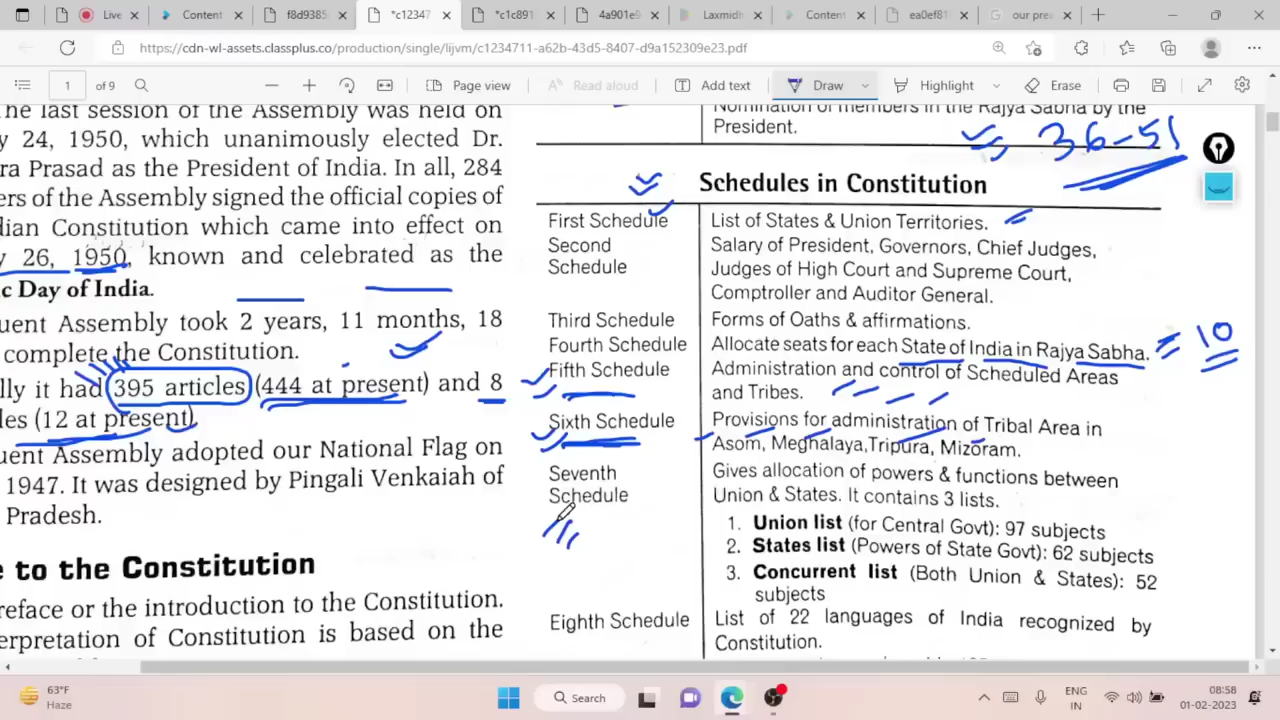 Live
Content
f8d9385
*c12347
*c1c891
4a901e9
Laxmidh
Content
ea0ef81
our prea
https://cdn-wl-assets.classplus.co/production/single/lijvm/c1234711-a62b-43d5-8407-d9a152309e23.pdf
1 of 9
Page view
Read aloud
Add text
Draw
Highlight
Erase
he last session of the Assembly was held on
y 24, 1950, which unanimously elected Dr.
ra Prasad as the President of India. In all, 284
ers of the Assembly signed the official copies of
dian Constitution which came into effect on
y 26, 1950, known and celebrated as the
c Day of India.
uent Assembly took 2 years, 11 months, 18
complete the Constitution.
lly it had 395 articles (444 at present) and 8
les (12 at present)
uent Assembly adopted our National Flag on
1947. It was designed by Pingali Venkaiah of
Pradesh.
e to the Constitution
reface or the introduction to the Constitution.
erpretation of Constitution is based on the
Nomination of members in the Rajya Sabha by the
President.
36-51
Schedules in Constitution
First Schedule List of States & Union Territories.
Second Schedule Salary of President, Governors, Chief Judges,
Judges of High Court and Supreme Court,
Comptroller and Auditor General.
Third Schedule Forms of Oaths & affirmations.
Fourth Schedule Allocate seats for each State of India in Rajya Sabha. = 10
Fifth Schedule Administration and control of Scheduled Areas
and Tribes.
Sixth Schedule Provisions for administration of Tribal Area in
Asom, Meghalaya,Tripura, Mizoram.
Seventh Schedule Gives allocation of powers & functions between
Union & States. It contains 3 lists.
1. Union list (for Central Govt): 97 subjects
2. States list (Powers of State Govt): 62 subjects
3. Concurrent list (Both Union & States): 52
subjects
Eighth Schedule List of 22 languages of India recognized by
Constitution.
63°F
Haze
Search
ENG
IN
08:58
01-02-2023